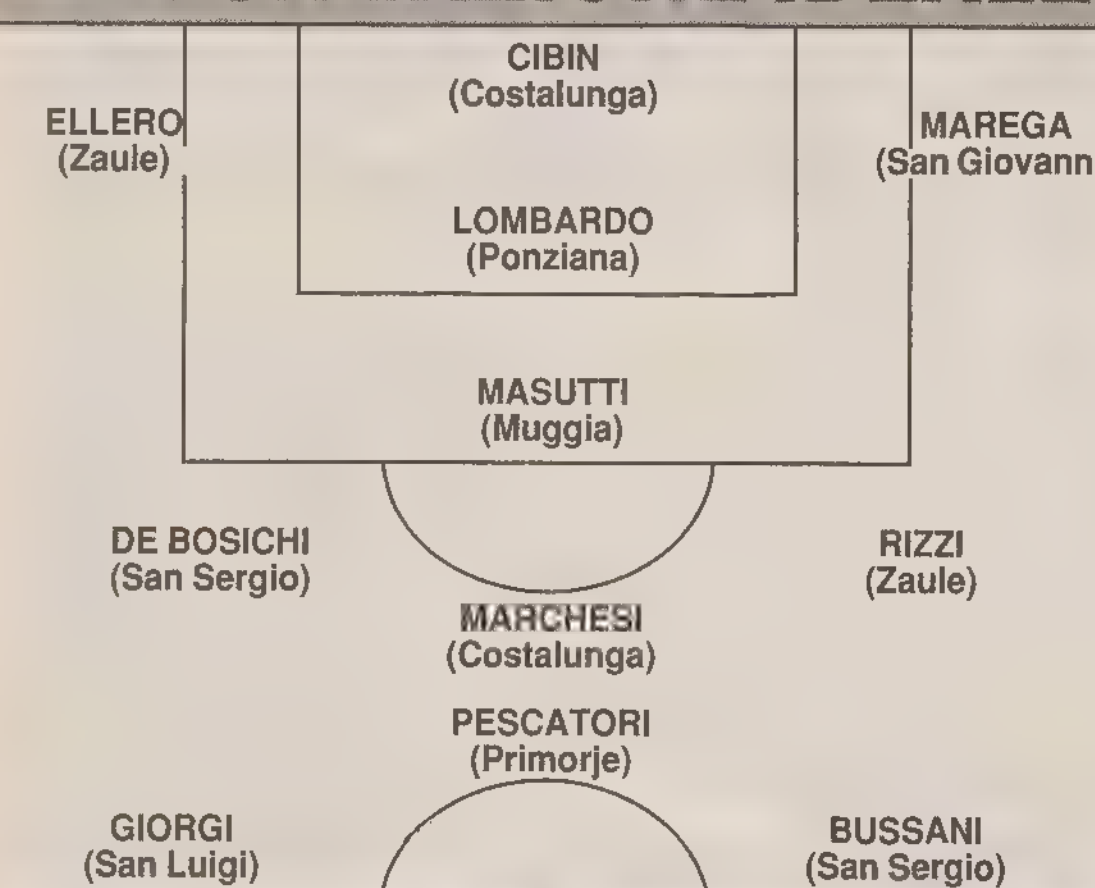 CIBIN
(Costalunga)
ELLERO
(Zaule)
MAREGA
(San Giovann
LOMBARDO
(Ponziana)
MASUTTI
(Muggia)
DE BOSICHI
(San Sergio)
RIZZI
(Zaule)
MARCHESI
(Costalunga)
PESCATORI
(Primorje)
GIORGI
(San Luigi)
BUSSANI
(San Sergio)